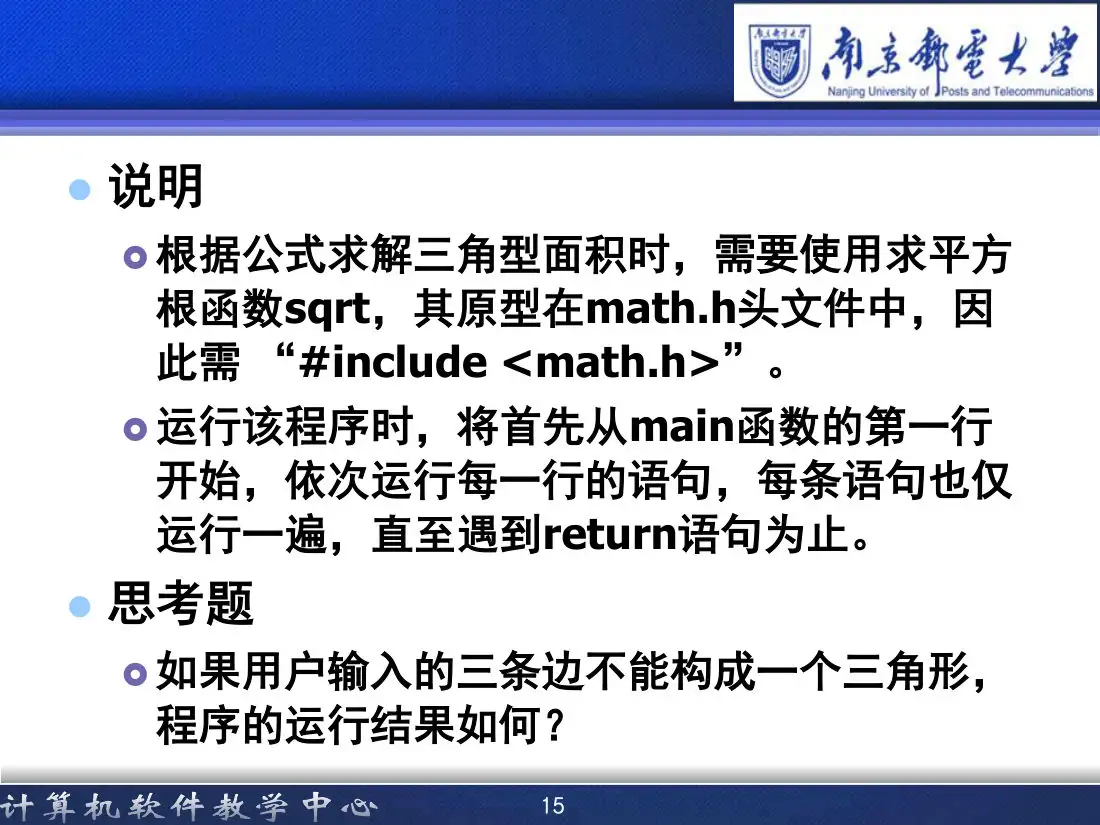 南京邮电大学
Nanjing University of Posts and Telecommunications
说明
根据公式求解三角型面积时，需要使用求平方
根函数sqrt，其原型在math.h头文件中，因
此需 “#include <math.h>”。
运行该程序时，将首先从main函数的第一行
开始，依次运行每一行的语句，每条语句也仅
运行一遍，直至遇到return语句为止。
思考题
如果用户输入的三条边不能构成一个三角形，
程序的运行结果如何？
计算机软件教学中心
15